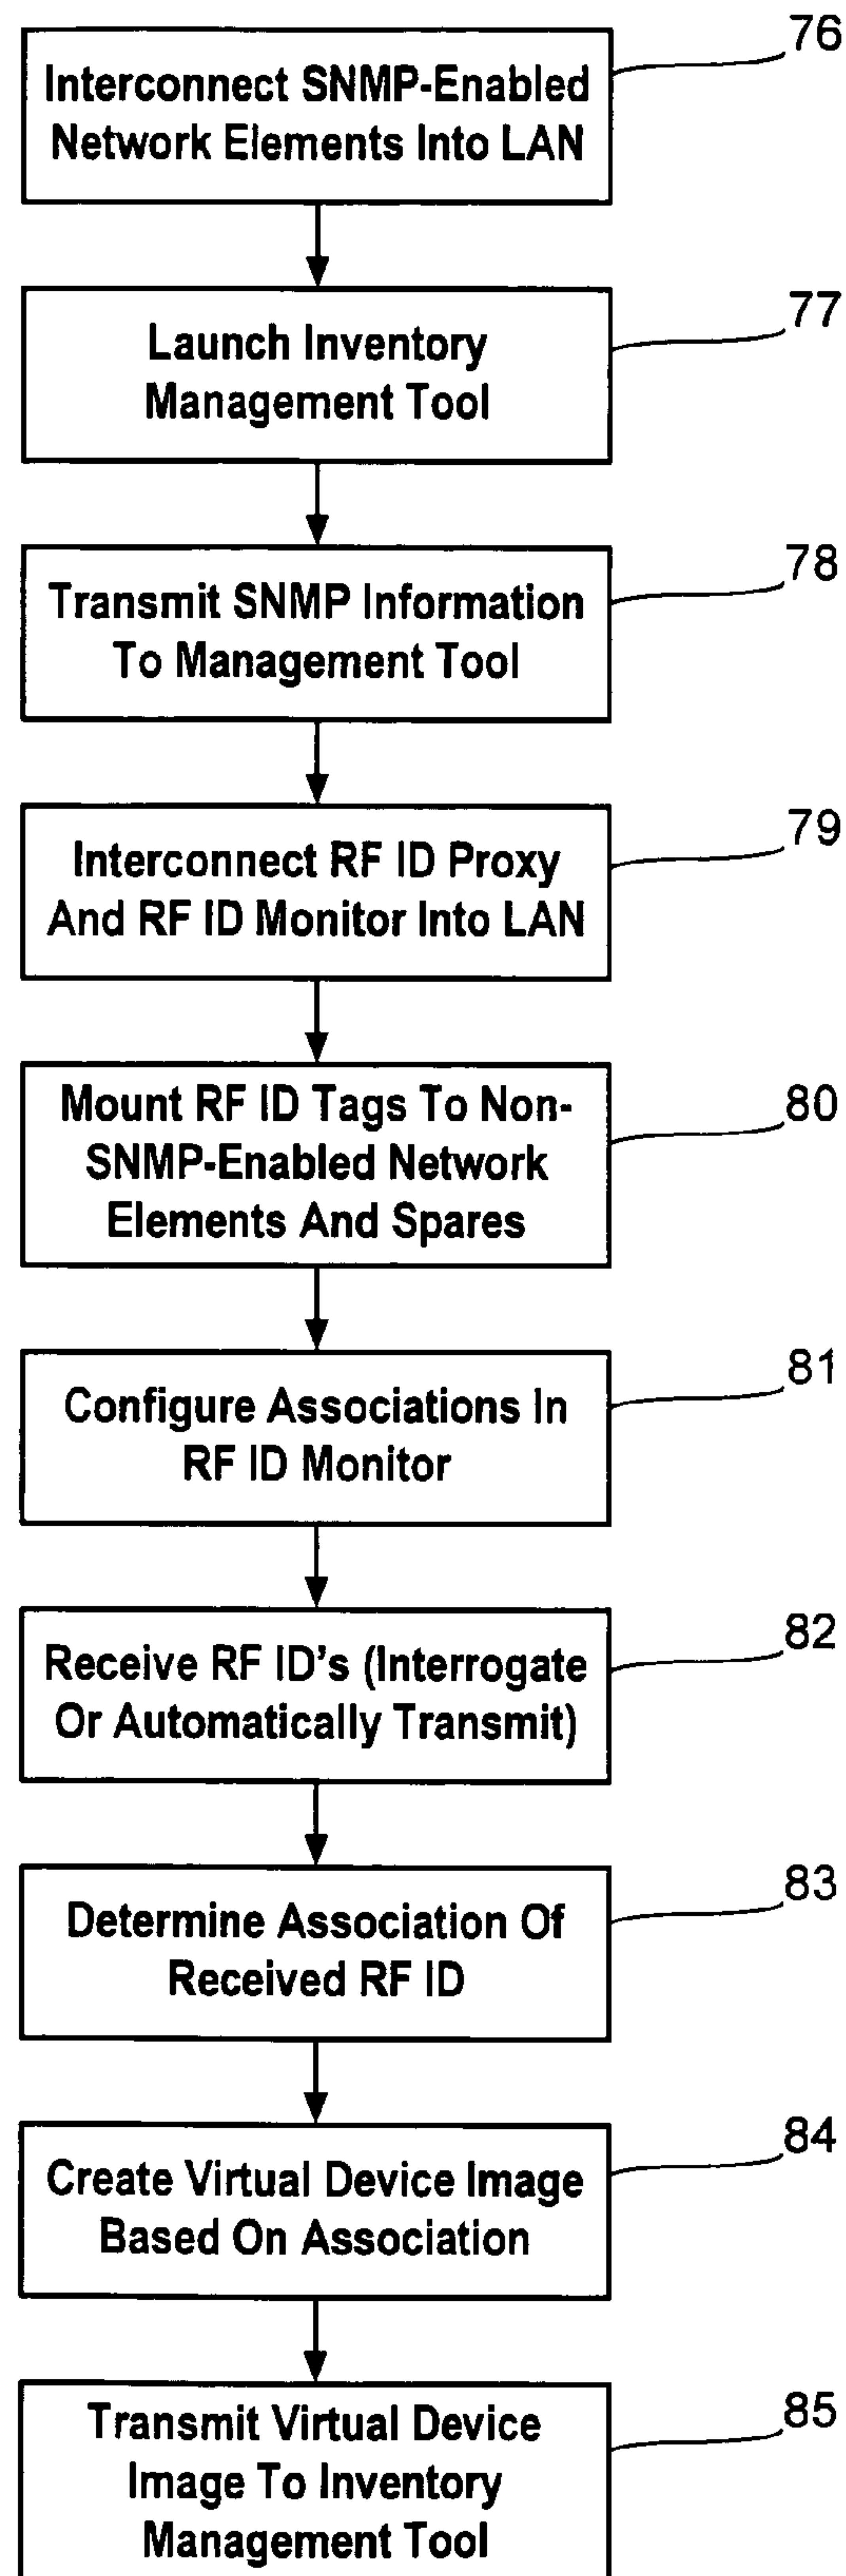 76
Interconnect SNMP-Enabled
Network Elements Into LAN
77
Launch Inventory
Management Tool
78
Transmit SNMP Information
To Management Tool
79
Interconnect RF ID Proxy
And RF ID Monitor Into LAN
80
Mount RF ID Tags To Non-
SNMP-Enabled Network
Elements And Spares
81
Configure Associations In
RF ID Monitor
82
Receive RF ID's (Interrogate
Or Automatically Transmit)
83
Determine Association Of
Received RF ID
84
Create Virtual Device Image
Based On Association
85
Transmit Virtual Device
Image To Inventory
Management Tool